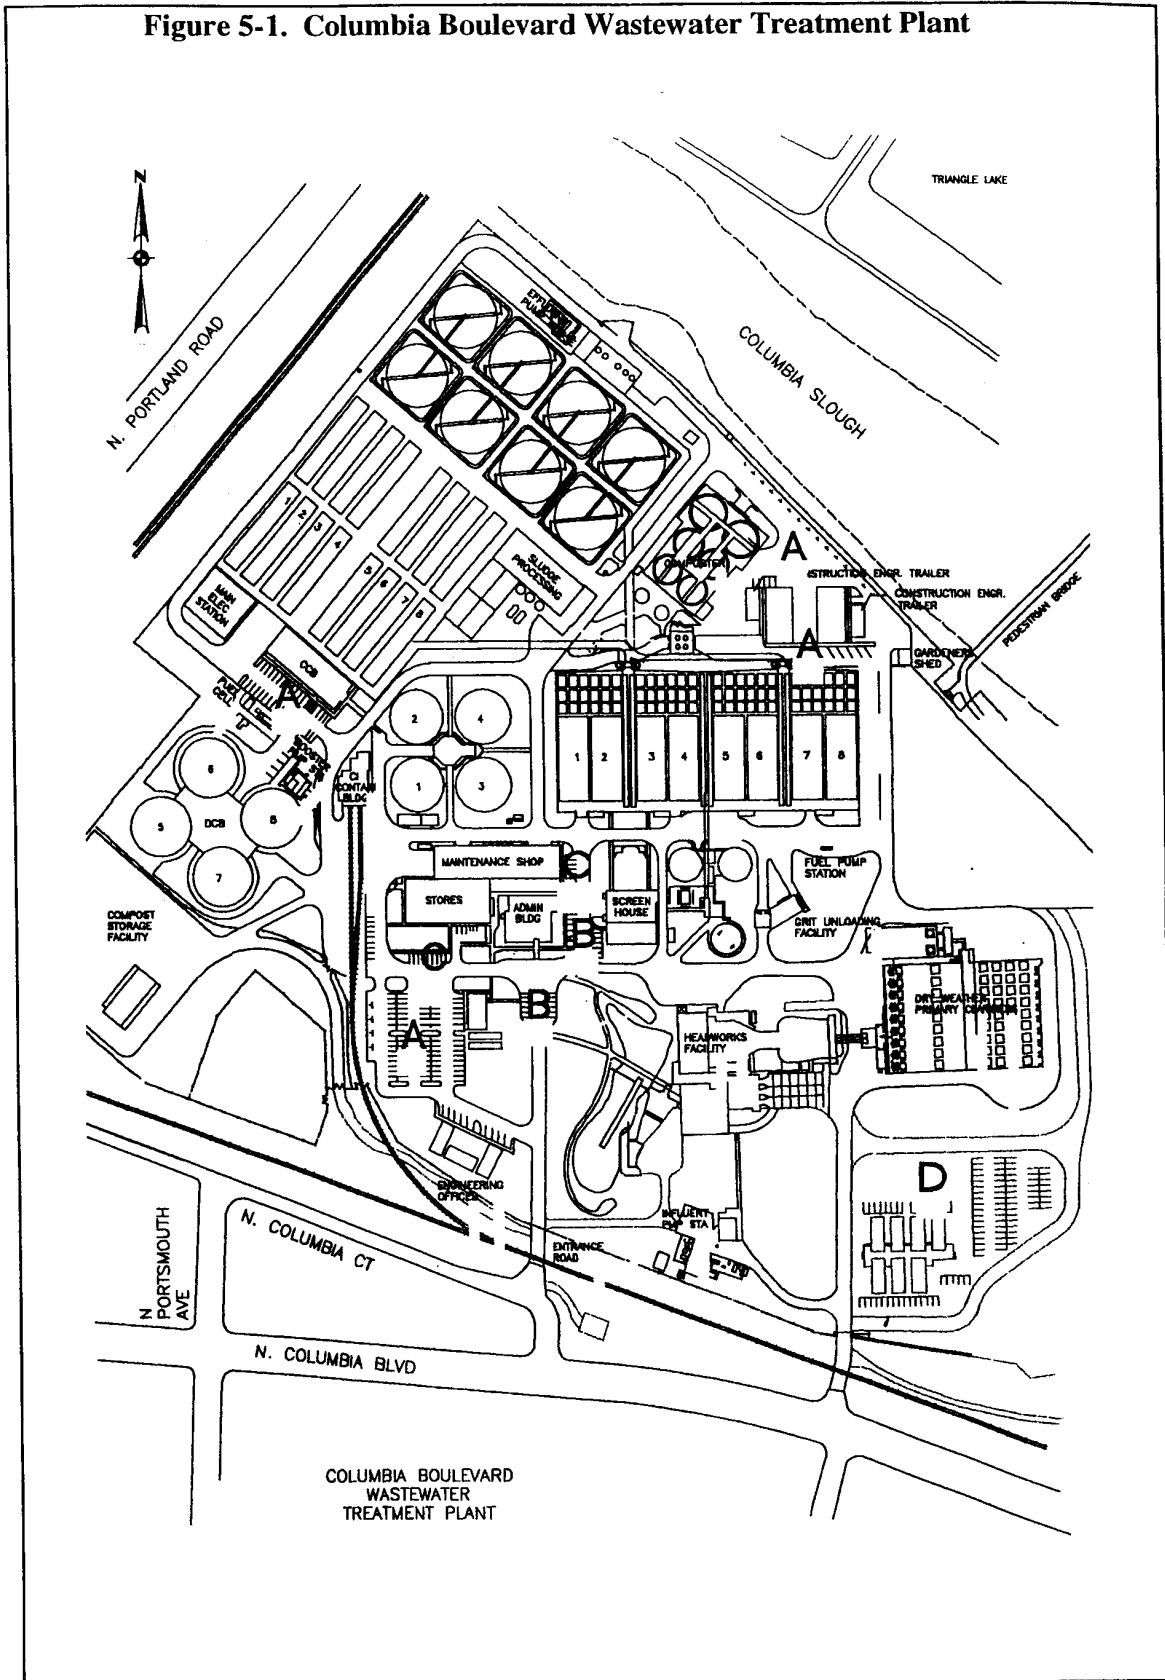 Figure 5-1. Columbia Boulevard Wastewater Treatment Plant
TRIANGLE LAKE
N
N. PORTLAND ROAD
COLUMBIA SLOUGH
1
2
3
4
5
6
7
8
SLUDGE
PROCESSING
MAIN
ELEC
STATION
A
CONSTRUCTION ENGR.
TRAILER
PEDESTRIAN BRIDGE
A
GARDENERS
SHED
A
FUEL
CELL
2
4
1
3
1
2
3
4
5
6
7
8
BOOSTER
PMP STA
6
5
DCB
8
7
BLDG
MAINTENANCE SHOP
FUEL PUMP
STATION
STORES
ADMIN
BLDG
SCREEN
HOUSE
B
GRIT UNLOADING
FACILITY
COMPOST
STORAGE
FACILITY
DRY-WEATHER
PRIMARY
B
A
HEADWORKS
FACILITY
ENGINEERING
OFFICES
D
INFLUENT
PMP STA
ENTRANCE
ROAD
N
PORTSMOUTH
AVE
N. COLUMBIA CT
N. COLUMBIA BLVD
COLUMBIA BOULEVARD
WASTEWATER
TREATMENT PLANT